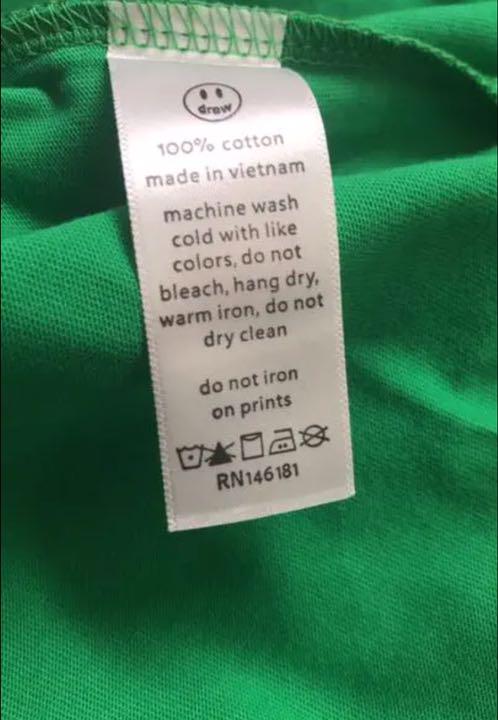 drew
100% cotton
made in vietnam
machine wash
cold with like
colors, do not
bleach, hang dry,
warm iron, do not
dry clean
do not iron
on prints
RN146181